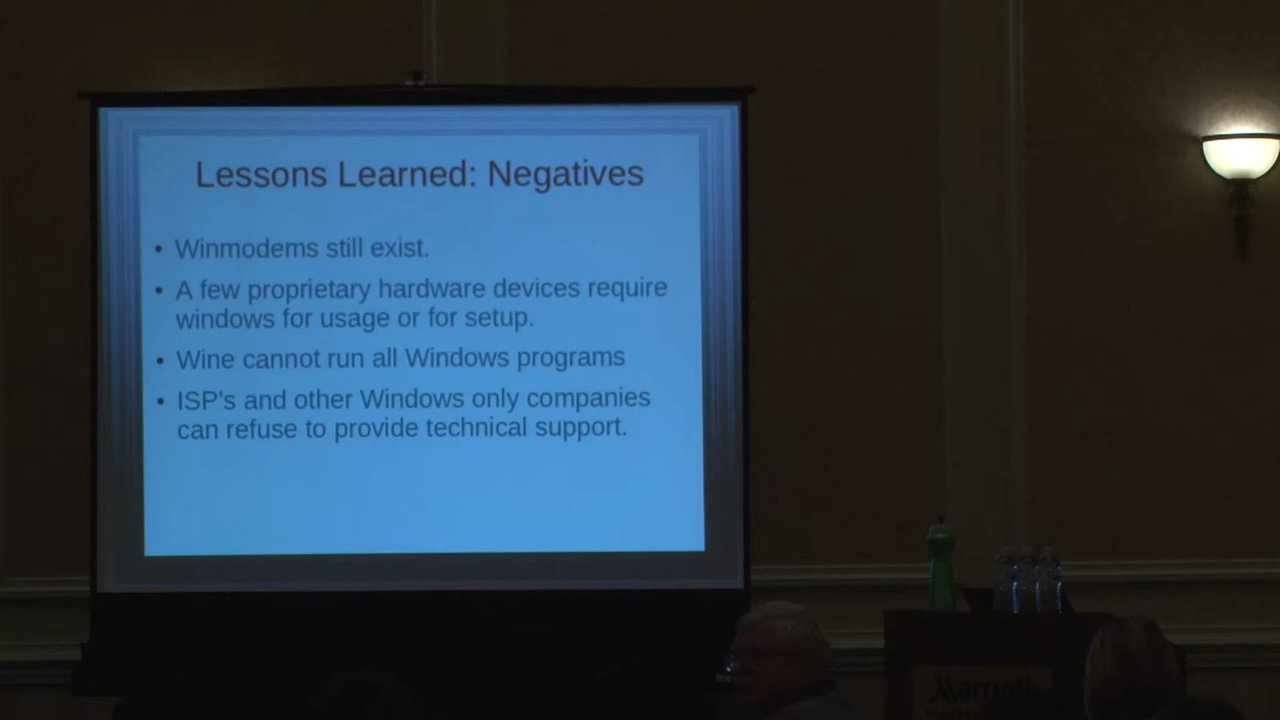 Lessons Learned: Negatives
• Winmodems still exist.
• A few proprietary hardware devices require
windows for usage or for setup.
• Wine cannot run all Windows programs
• ISP's and other Windows only companies
can refuse to provide technical support.
Marriott